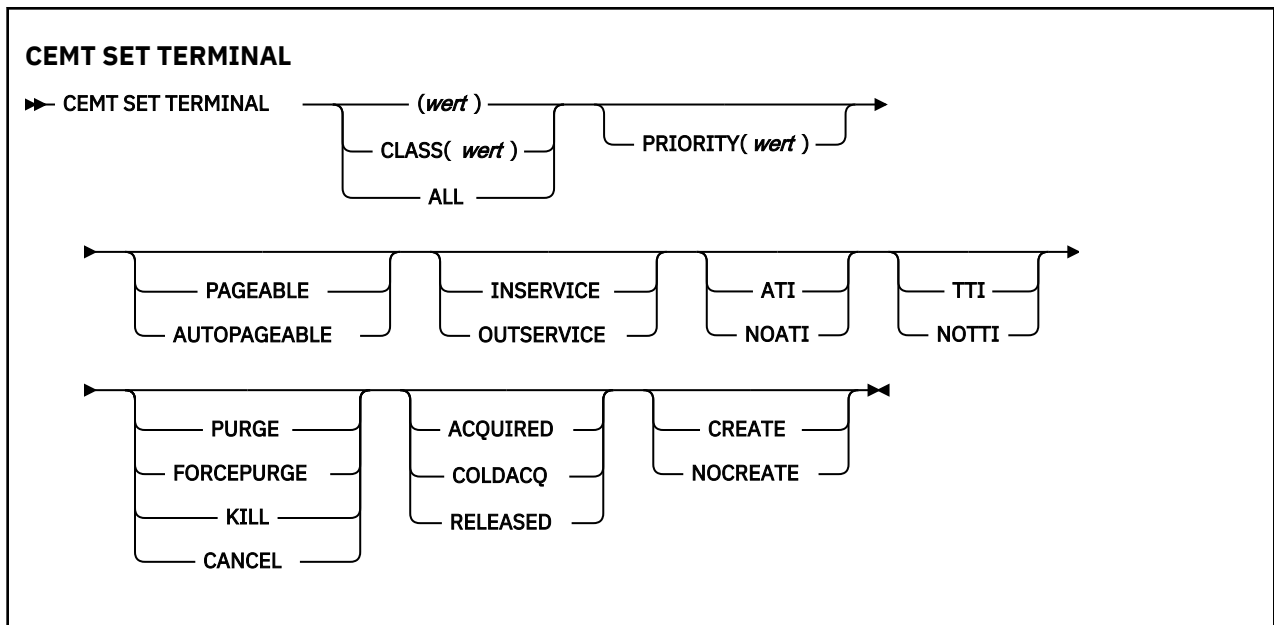 CEMT SET TERMINAL
CEMT SET TERMINAL (wert )
CLASS( wert )
ALL
PRIORITY( wert )
PAGEABLE
AUTOPAGEABLE
INSERVICE
OUTSERVICE
ATI
NOATI
TTI
NOTTI
PURGE
FORCEPURGE
KILL
CANCEL
ACQUIRED
COLDACQ
RELEASED
CREATE
NOCREATE